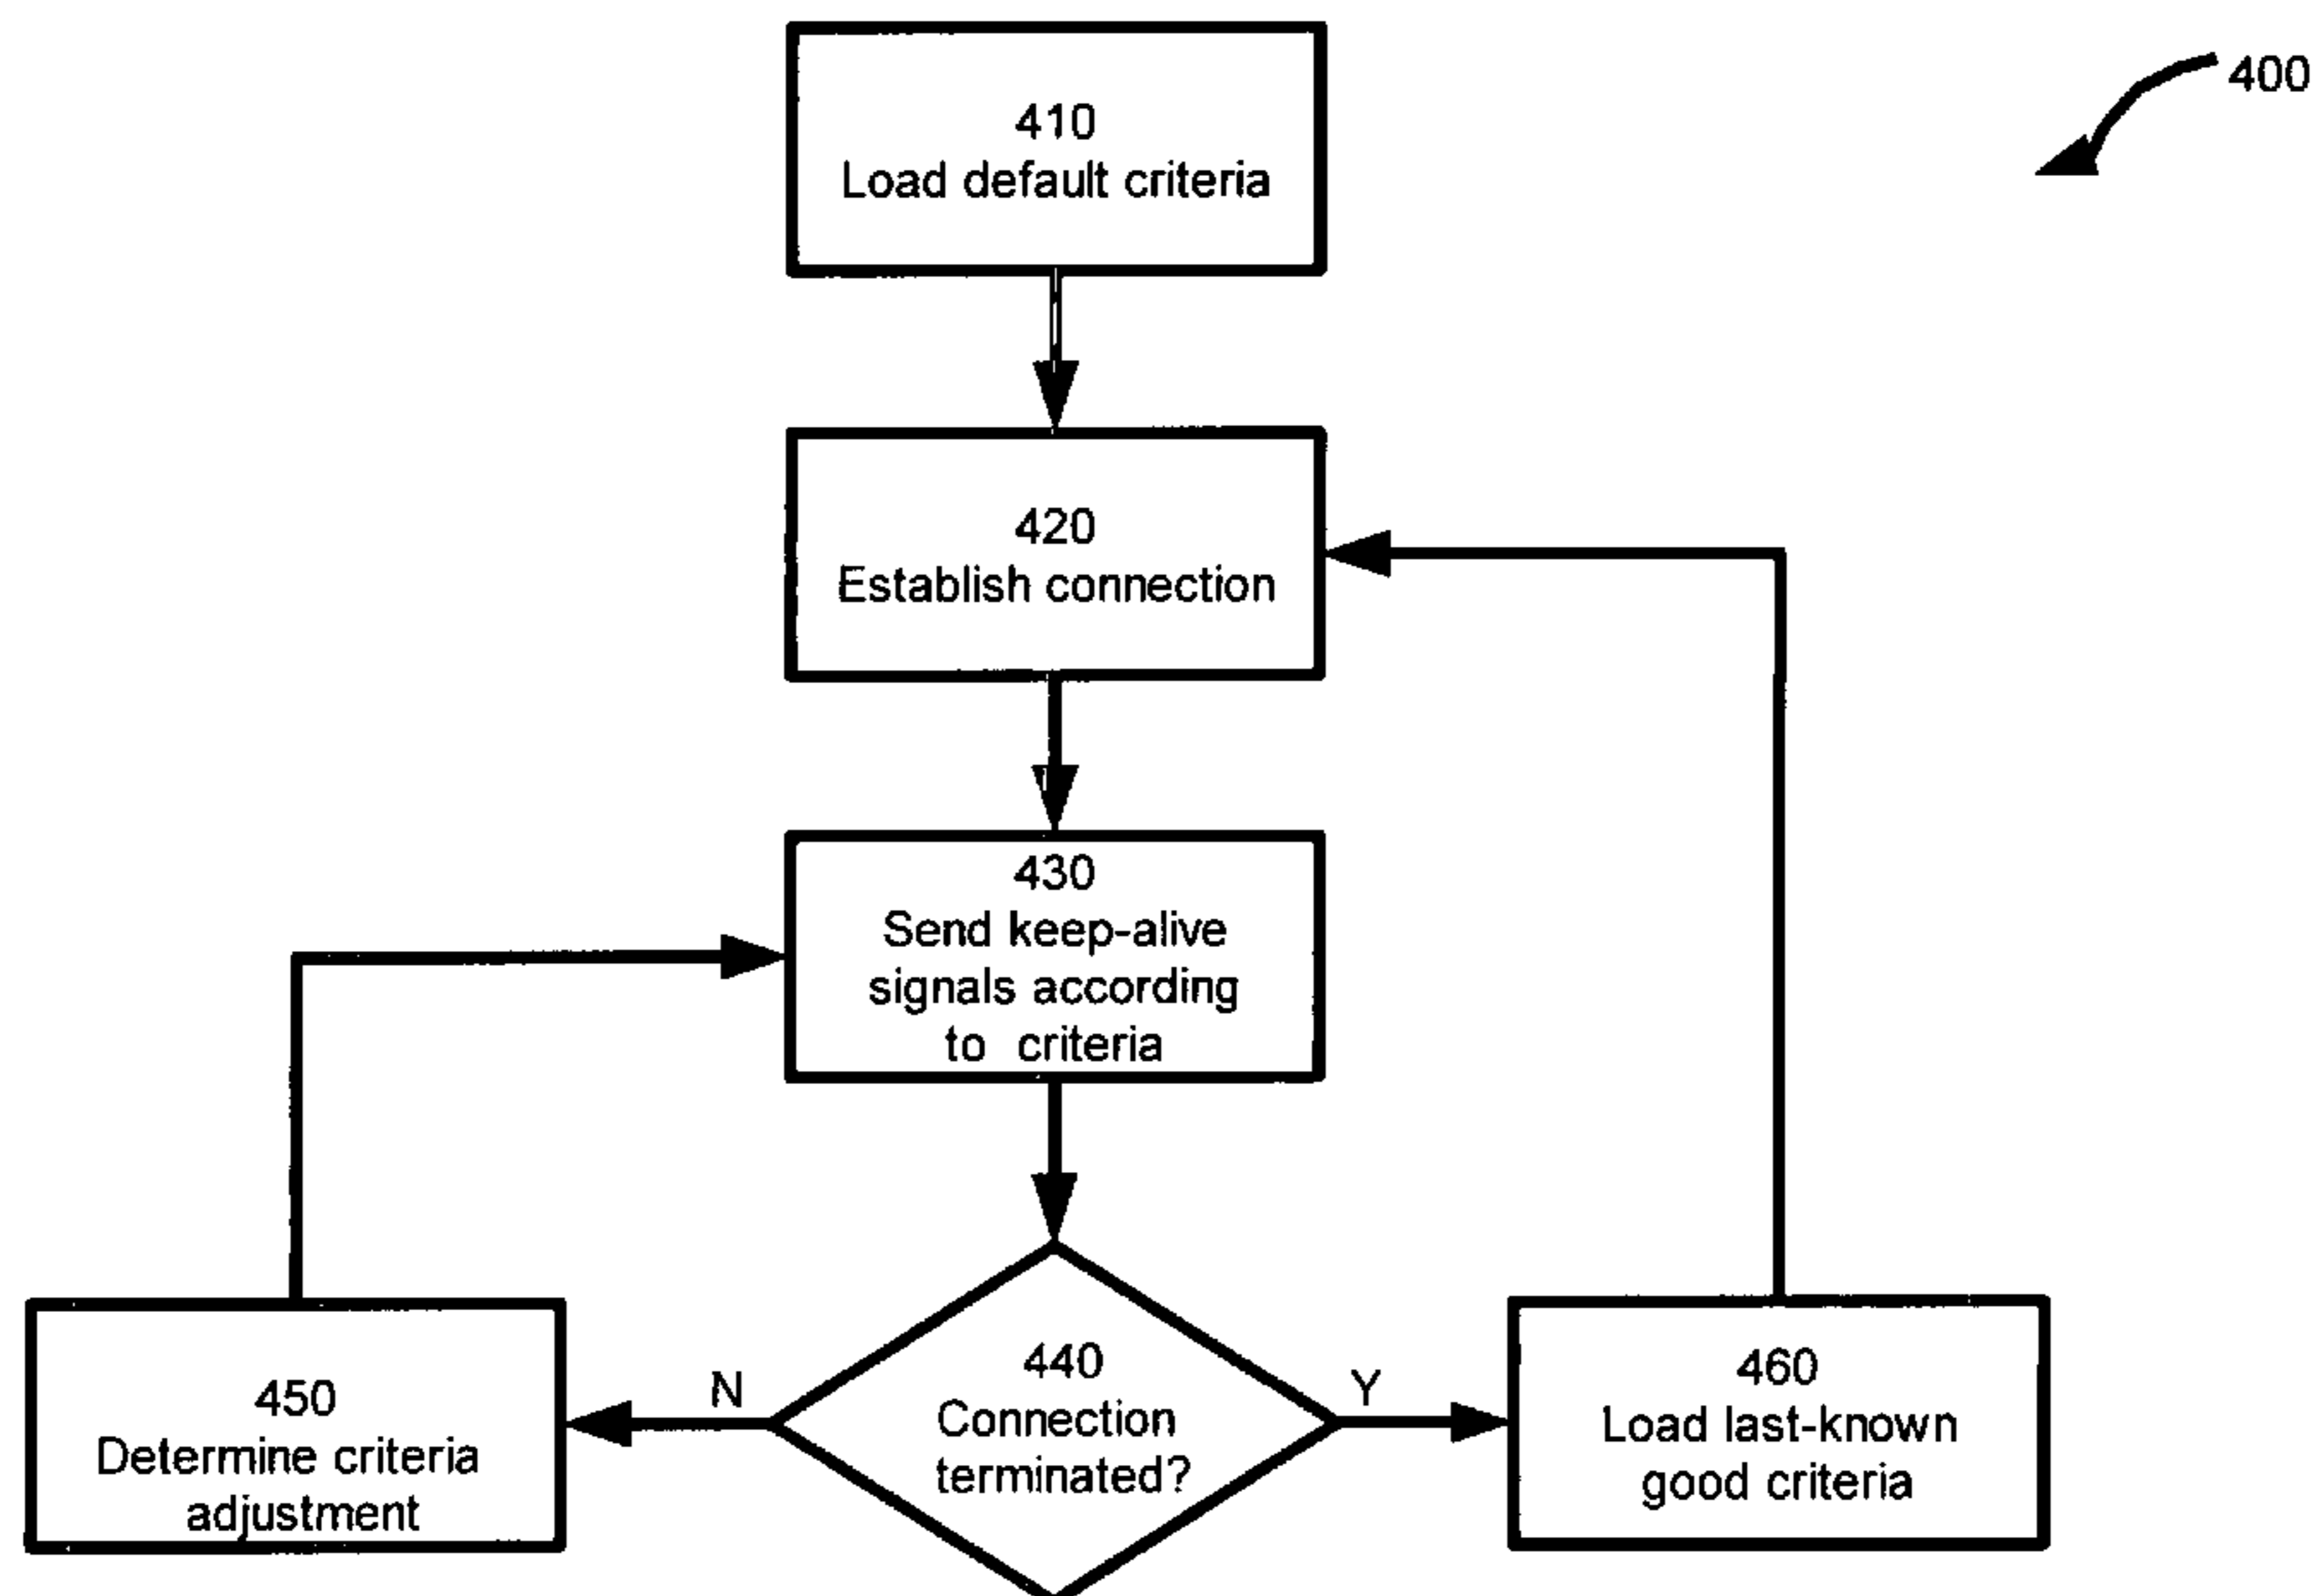 400
410
Load default criteria
420
Establish connection
430
Send keep-alive
signals according
to criteria
440
Connection
terminated?
N
Y
450
Determine criteria
adjustment
460
Load last-known
good criteria